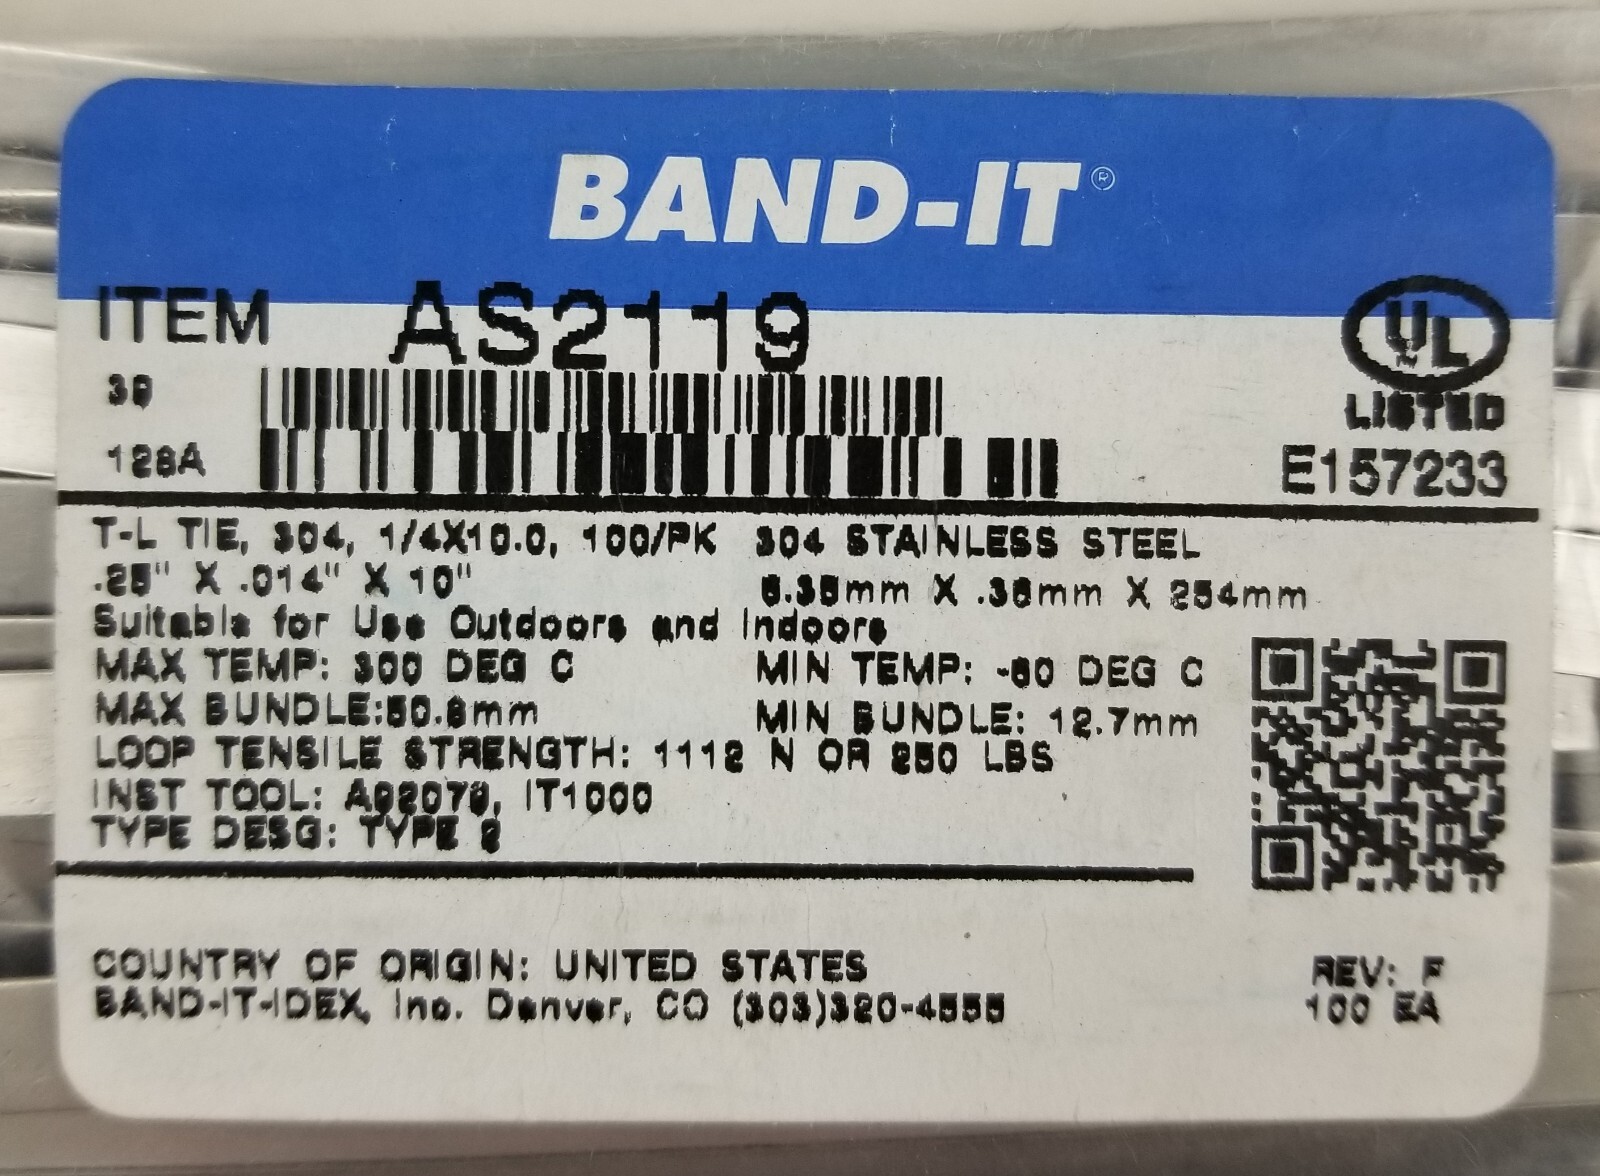 BAND-IT®
ITEM AS2119
UL
LISTED
30
128A
E157233
T-L TIE, 304, 1/4X10.0, 100/PK 304 STAINLESS STEEL
.25" X .014" X 10" 6.35mm X .36mm X 254mm
Suitable for Use Outdoors and Indoors
MAX TEMP: 300 DEG C MIN TEMP: -60 DEG C
MAX BUNDLE:50.8mm MIN BUNDLE: 12.7mm
LOOP TENSILE STRENGTH: 1112 N OR 250 LBS
INST TOOL: A92079, IT1000
TYPE DESG: TYPE 2
COUNTRY OF ORIGIN: UNITED STATES
BAND-IT-IDEX, Inc. Denver, CO (303)320-4555
REV: F
100 EA